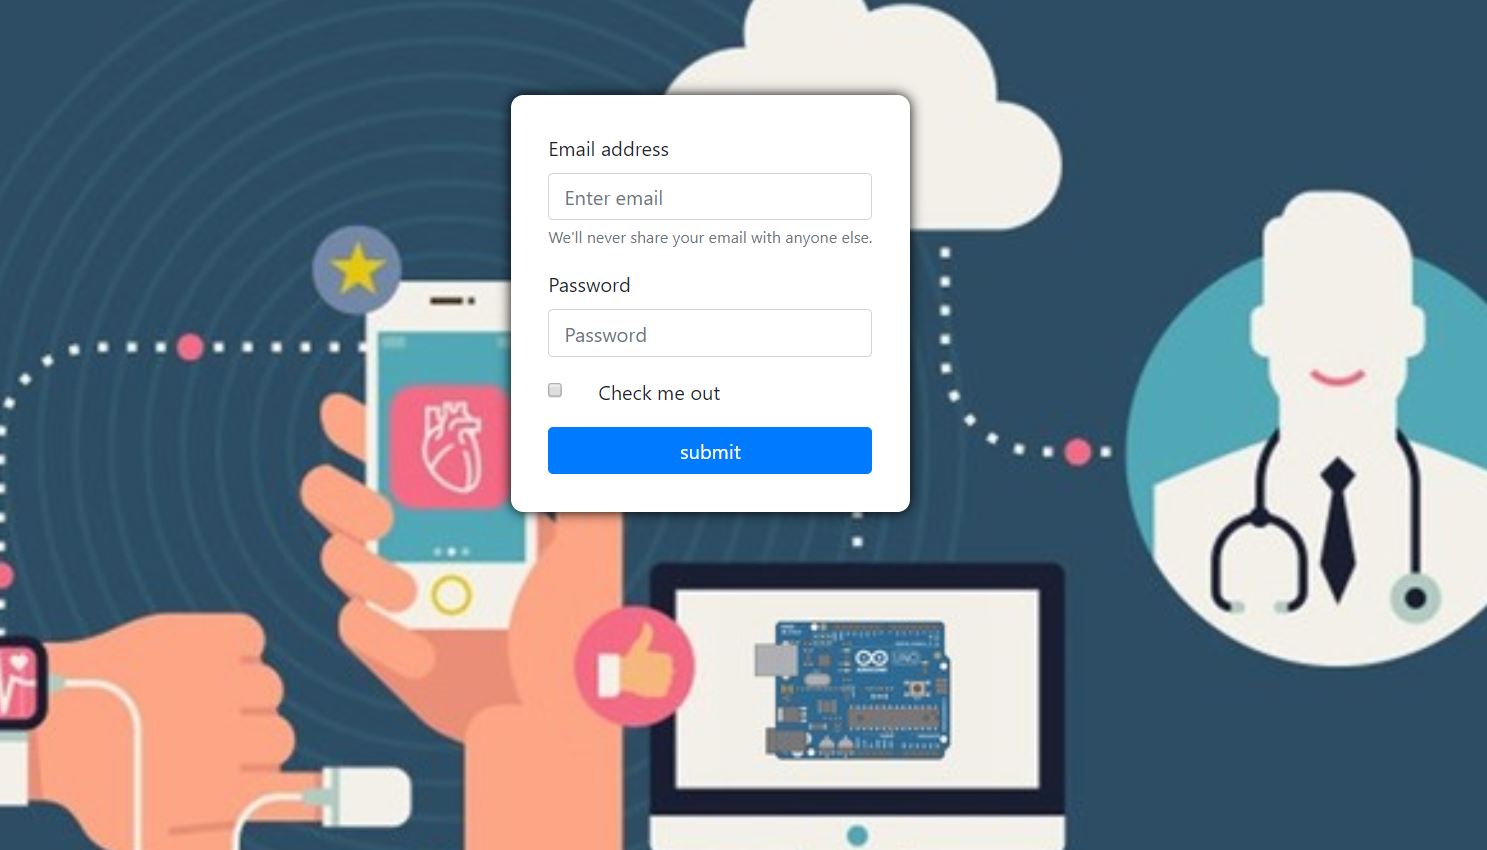 Email address
Enter email
We'll never share your email with anyone else.
Password
Password
Check me out
submit
UNO